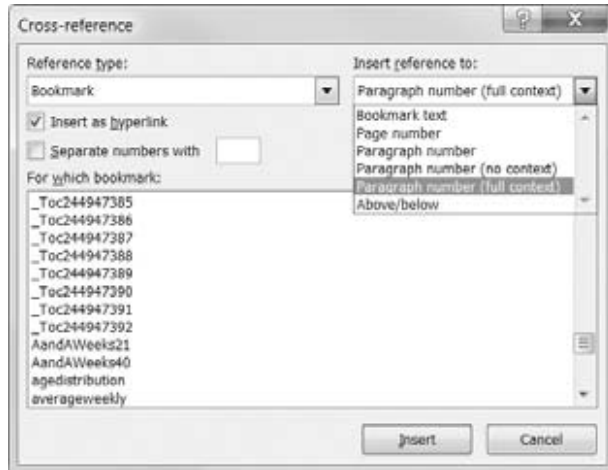 Cross-reference
Reference type:
Bookmark
Insert reference to:
Paragraph number (full context)
Insert as hyperlink
Separate numbers with
Bookmark text
Page number
Paragraph number
Paragraph number (no context)
Paragraph number (full context)
Above/below
For which bookmark:
_Toc244947385
_Toc244947386
_Toc244947387
_Toc244947388
_Toc244947389
_Toc244947390
_Toc244947391
_Toc244947392
AandAWeeks21
AandAWeeks40
agedistribution
averageweekly
Insert
Cancel